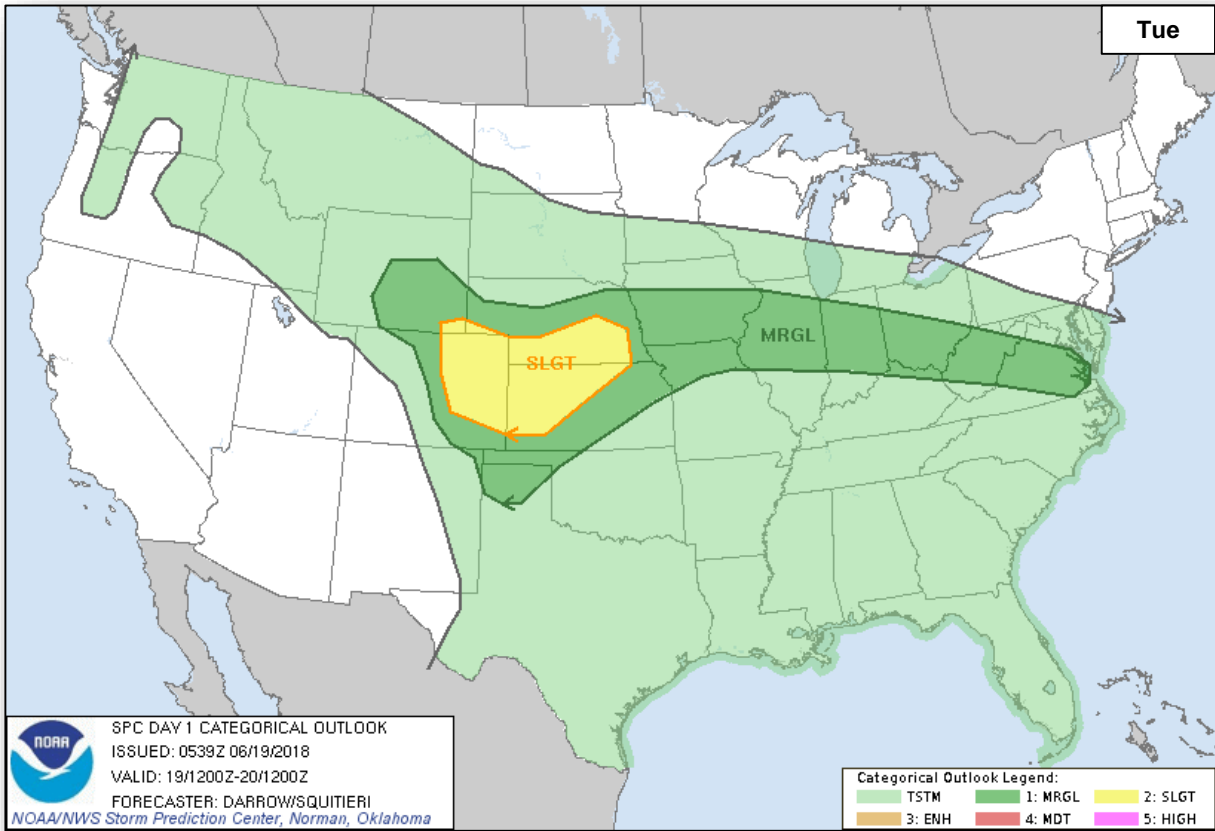 Tue
MRGL
SLGT
NOAA
SPC DAY 1 CATEGORICAL OUTLOOK
ISSUED: 0539Z 06/19/2018
VALID: 19/1200Z-20/1200Z
FORECASTER: DARROW/SQUITIERI
NOAA/NWS Storm Prediction Center, Norman, Oklahoma
Categorical Outlook Legend:
TSTM 1: MRGL 2: SLGT
3: ENH 4: MDT 5: HIGH